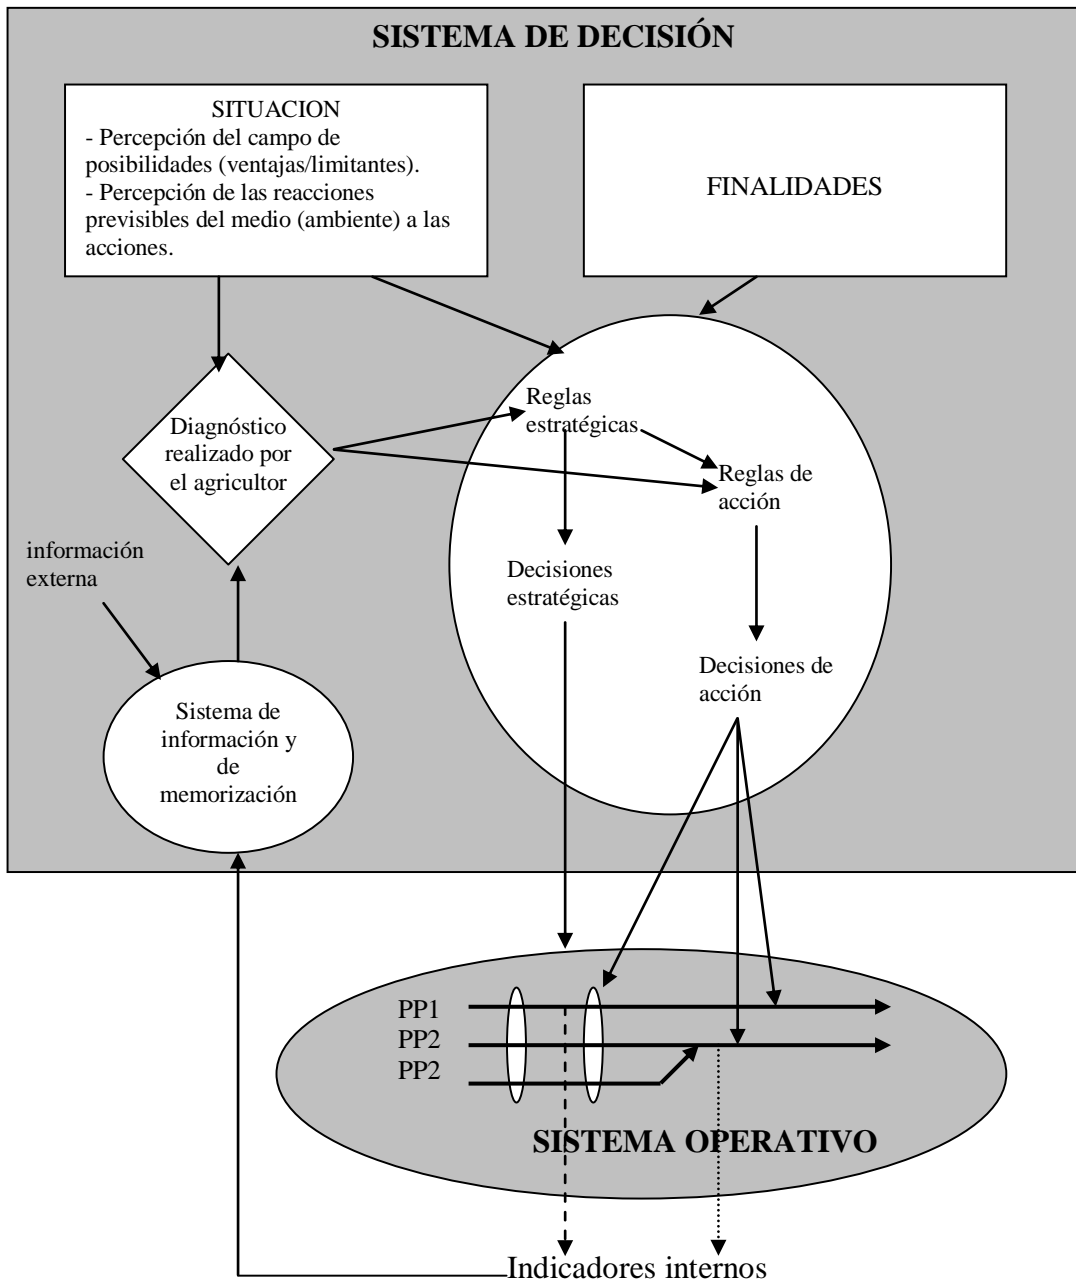 SISTEMA DE DECISIÓN
SITUACION
- Percepción del campo de
posibilidades (ventajas/limitantes).
- Percepción de las reacciones
previsibles del medio (ambiente) a las
acciones.
FINALIDADES
Reglas
estratégicas
Diagnóstico
realizado por
el agricultor
Reglas de
acción
información
externa
Decisiones
estratégicas
Decisiones de
acción
Sistema de
información y
de
memorización
PP1
PP2
PP2
SISTEMA OPERATIVO
Indicadores internos